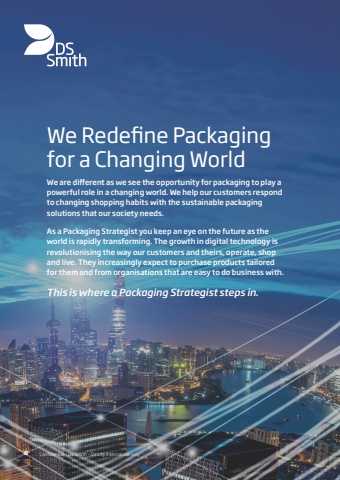 DS
Smith
We Redefine Packaging
for a Changing World
We are different as we see the opportunity for packaging to play a
powerful role in a changing world. We help our customers respond
to changing shopping habits with the sustainable packaging
solutions that our society needs.
As a Packaging Strategist you keep an eye on the future as the
world is rapidly transforming. The growth in digital technology is
revolutionising the way our customers and theirs, operate, shop
and live. They increasingly expect to purchase products tailored
for them and from organisations that are easy to do business with.
This is where a Packaging Strategist steps in.